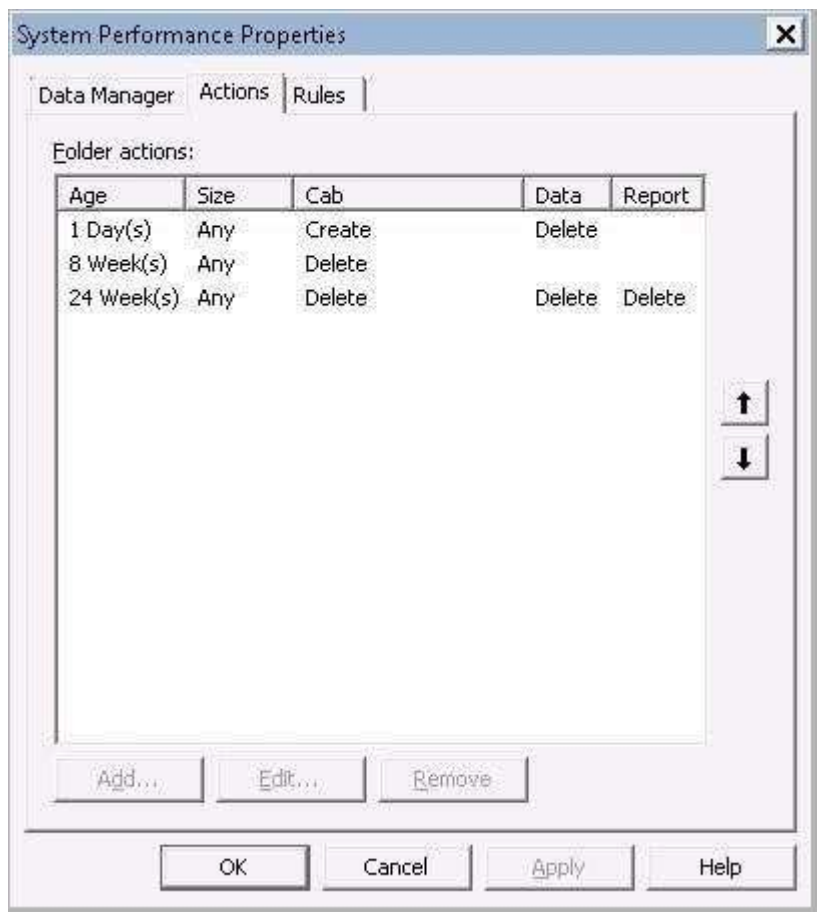 System Performance Properties
Data Manager Actions Rules
Folder actions:
Age Size Cab Data Report
1 Day(s) Any Create Delete
8 Week(s) Any Delete
24 Week(s) Any Delete Delete Delete
Add... Edit... Remove
OK Cancel Apply Help